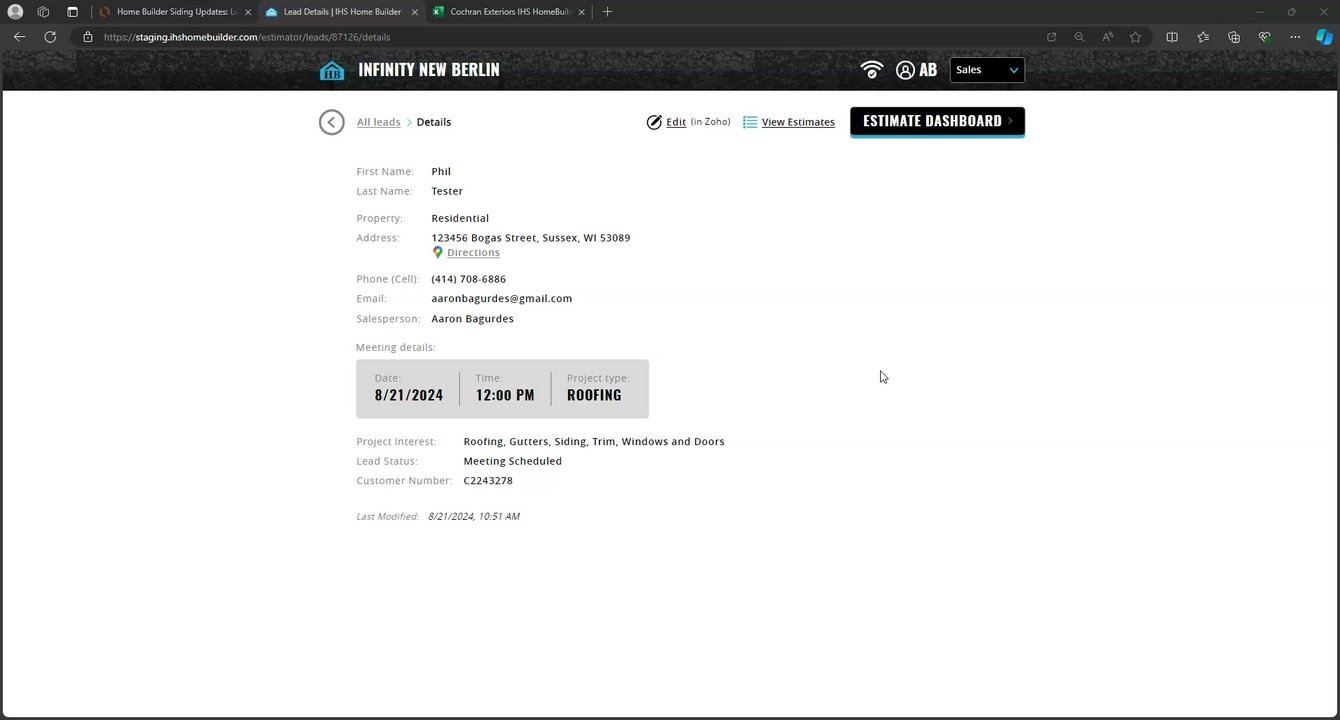 Home Builder Siding Updates: L
Lead Details | IHS Home Builder
Cochran Exteriors IHS HomeBuil
https://staging.ihshomebuilder.com/estimator/leads/87126/details
HB INFINITY NEW BERLIN
AB
Sales
All leads > Details
Edit (in Zoho)
View Estimates
ESTIMATE DASHBOARD >
First Name: Phil
Last Name: Tester
Property: Residential
Address: 123456 Bogas Street, Sussex, WI 53089
Directions
Phone (Cell): (414) 708-6886
Email: aaronbagurdes@gmail.com
Salesperson: Aaron Bagurdes
Meeting details:
Date: Time: Project type:
8/21/2024 12:00 PM ROOFING
Project Interest: Roofing, Gutters, Siding, Trim, Windows and Doors
Lead Status: Meeting Scheduled
Customer Number: C2243278
Last Modified: 8/21/2024, 10:51 AM